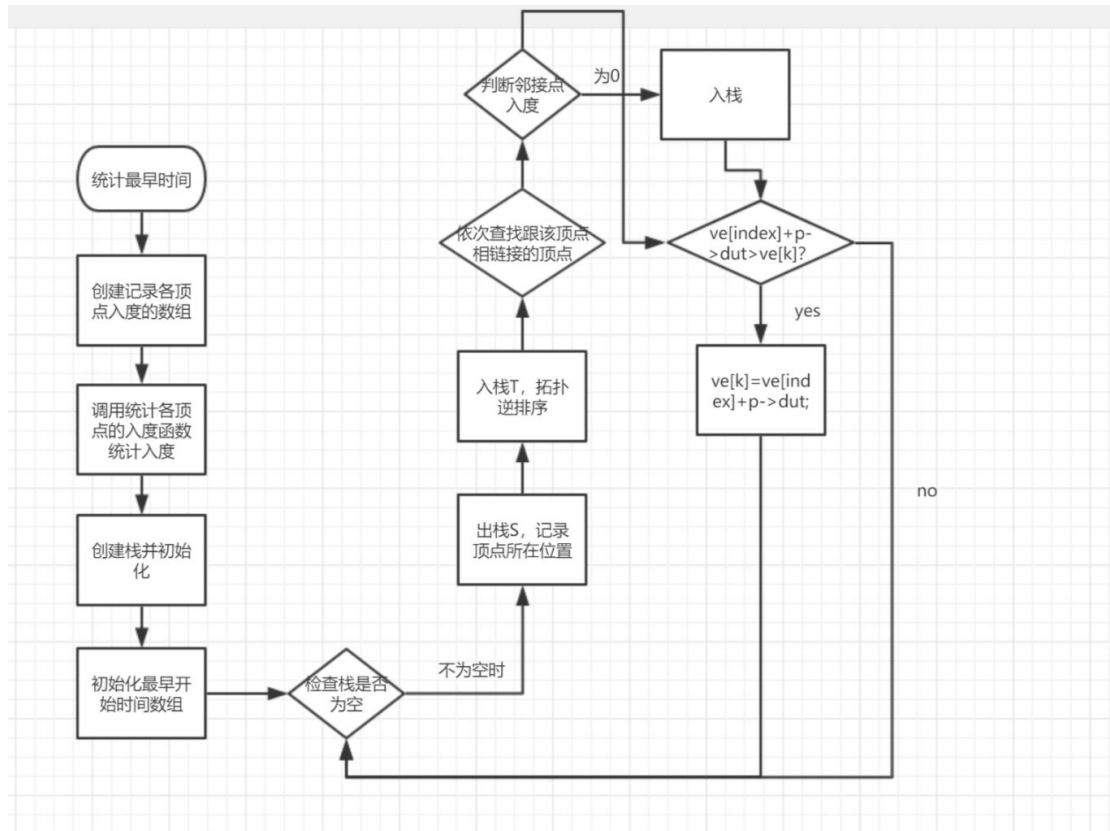 统计最早时间
创建记录各顶
点入度的数组
调用统计各顶
点的入度函数
统计入度
创建栈并初始
化
初始化最早开
始时间数组
检查栈是否
为空
不为空时
出栈S，记录
顶点所在位置
入栈T，拓扑
逆排序
依次查找跟该顶点
相链接的顶点
判断邻接点
入度
为0
入栈
ve[index]+p-
>dut>ve[k]?
yes
ve[k]=ve[ind
ex]+p->dut;
no